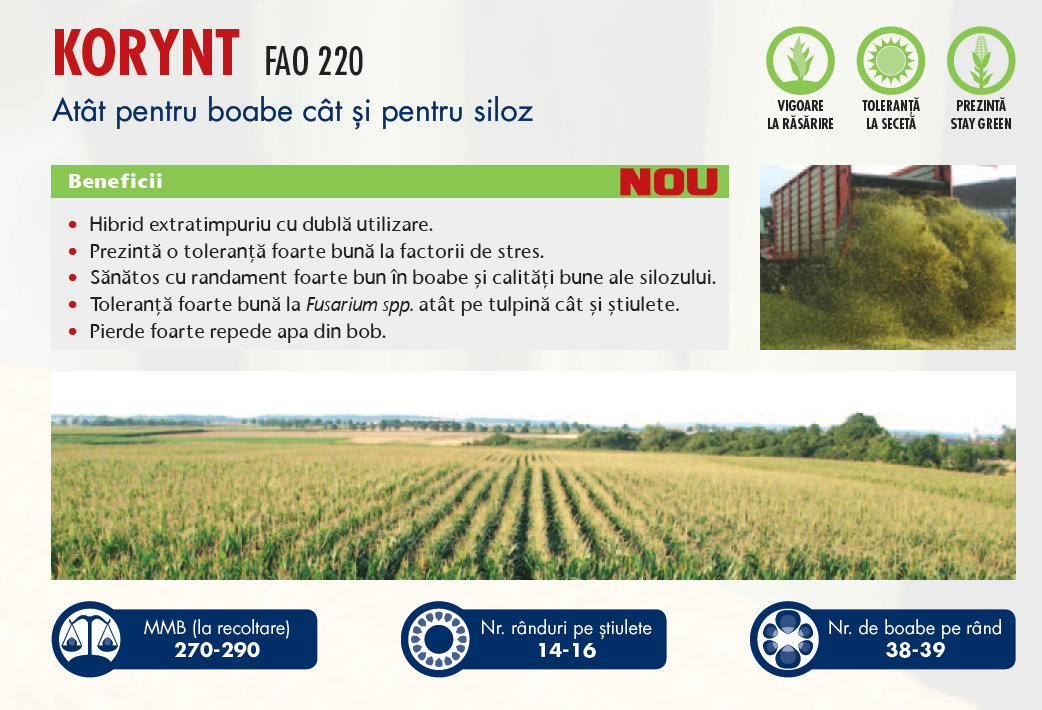 KORYNT FAO 220
Atât pentru boabe cât și pentru siloz
VIGOARE
LA RĂSĂRIRE
TOLERANȚĂ
LA SECETĂ
PREZINTĂ
STAY GREEN
Beneficii
NOU
• Hibrid extratimpuriu cu dublă utilizare.
• Prezintă o toleranță foarte bună la factorii de stres.
• Sănătos cu randament foarte bun în boabe și calități bune ale silozului.
• Toleranță foarte bună la Fusarium spp. atât pe tulpină cât și știulete.
• Pierde foarte repede apa din bob.
MMB (la recoltare)
270-290
Nr. rânduri pe știulete
14-16
Nr. de boabe pe rând
38-39